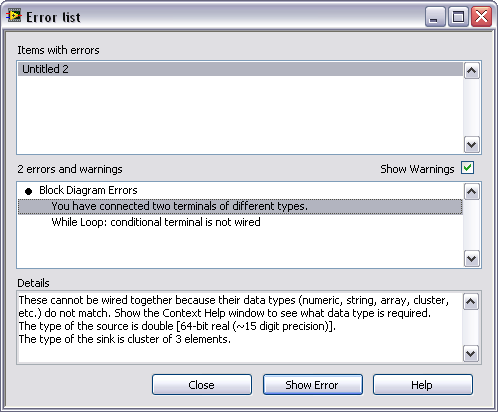 Error list
Items with errors
Untitled 2
2 errors and warnings Show Warnings
Block Diagram Errors
You have connected two terminals of different types.
While Loop: conditional terminal is not wired
Details
These cannot be wired together because their data types (numeric, string, array, cluster,
etc.) do not match. Show the Context Help window to see what data type is required.
The type of the source is double [64-bit real (~15 digit precision)].
The type of the sink is cluster of 3 elements.
Close Show Error Help